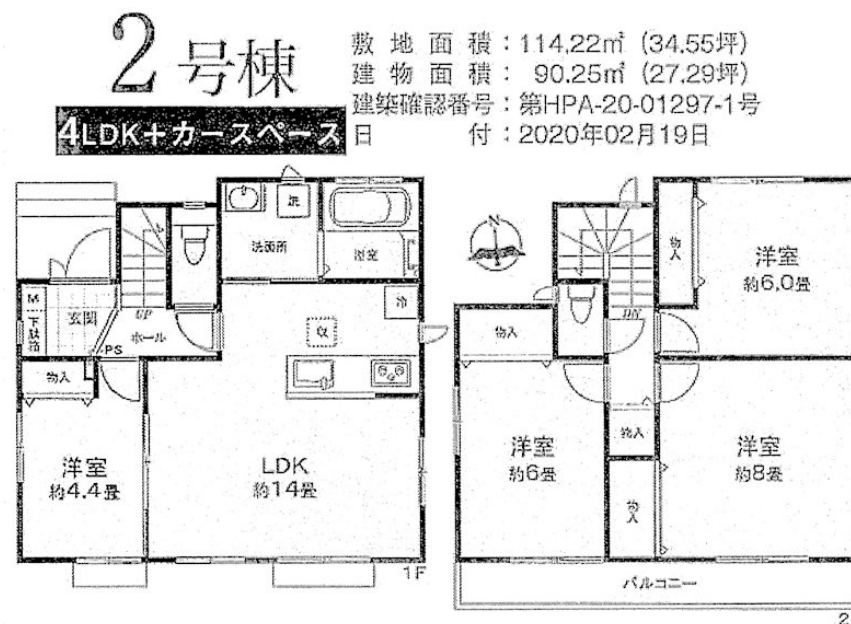 2号棟
4LDK+カースペース
敷地面積：114.22㎡（34.55坪）
建物面積： 90.25㎡（27.29坪）
建築確認番号：第HPA-20-01297-1号
日付：2020年02月19日
洗
洗面所
浴室
M
下駄箱
玄関
UP
ホール
PS
冷
収
物入
洋室
約4.4畳
LDK
約14畳
1F
N
物入
洋室
約6.0畳
DN
物入
洋室
約6畳
物入
物入
洋室
約8畳
バルコニー
2